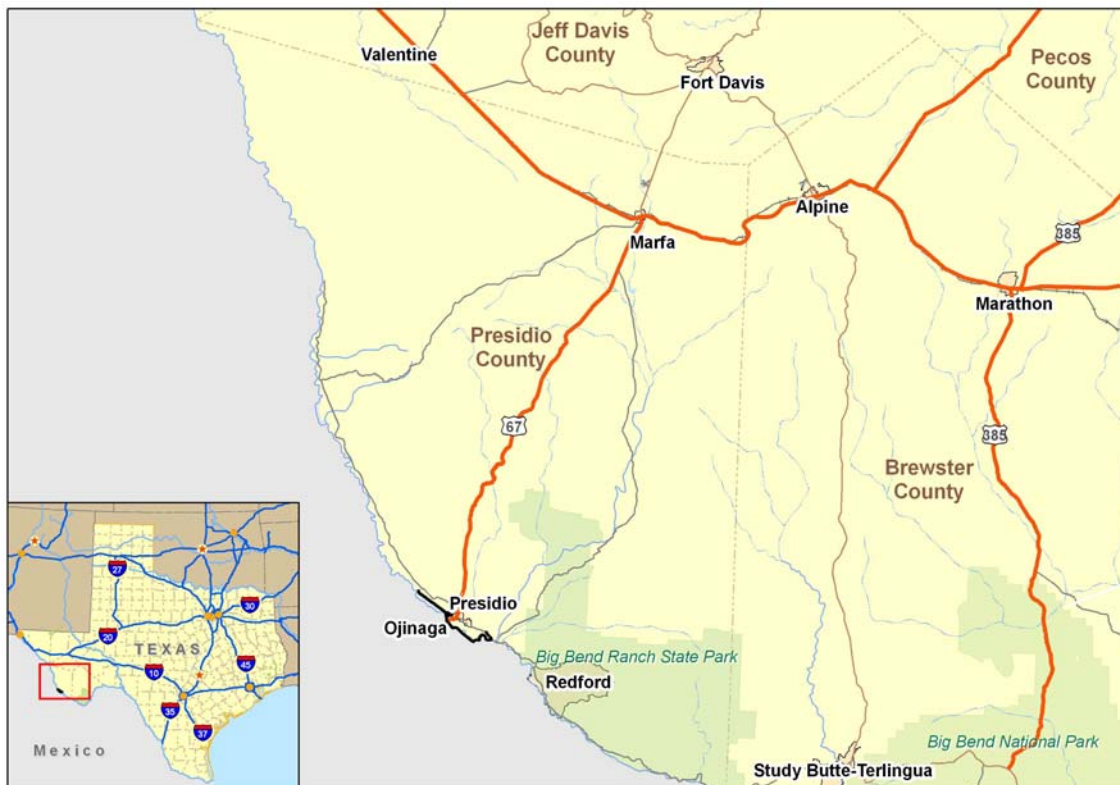 Valentine
Jeff Davis
County
Fort Davis
Pecos
County
Alpine
Marfa
385
Marathon
Presidio
County
67
385
Brewster
County
Presidio
Ojinaga
Big Bend Ranch State Park
Redford
Big Bend National Park
Study Butte-Terlingua
27
30
20
TEXAS
10
45
35
37
Mexico